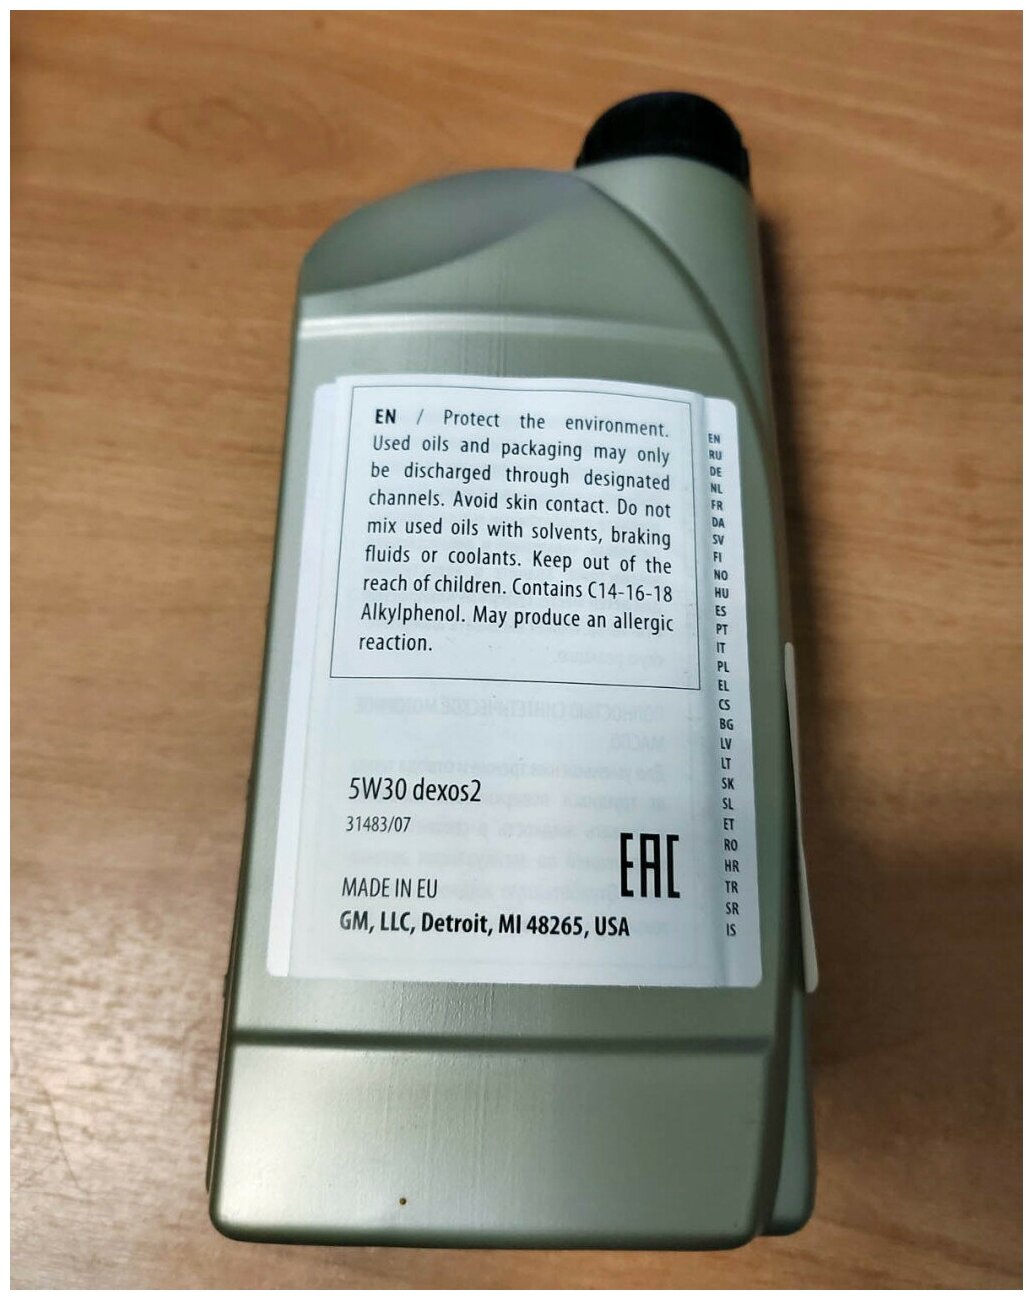 EN / Protect the environment.
Used oils and packaging may only
be discharged through designated
channels. Avoid skin contact. Do not
mix used oils with solvents, braking
fluids or coolants. Keep out of the
reach of children. Contains C14-16-18
Alkylphenol. May produce an allergic
reaction.
5W30 dexos2
31483/07
EAC
MADE IN EU
GM, LLC, Detroit, MI 48265, USA
EN
RU
DE
NL
FR
DA
SV
FI
NO
HU
ES
PT
IT
PL
EL
CS
BG
LV
LT
SK
SL
ET
RO
HR
TR
SR
IS